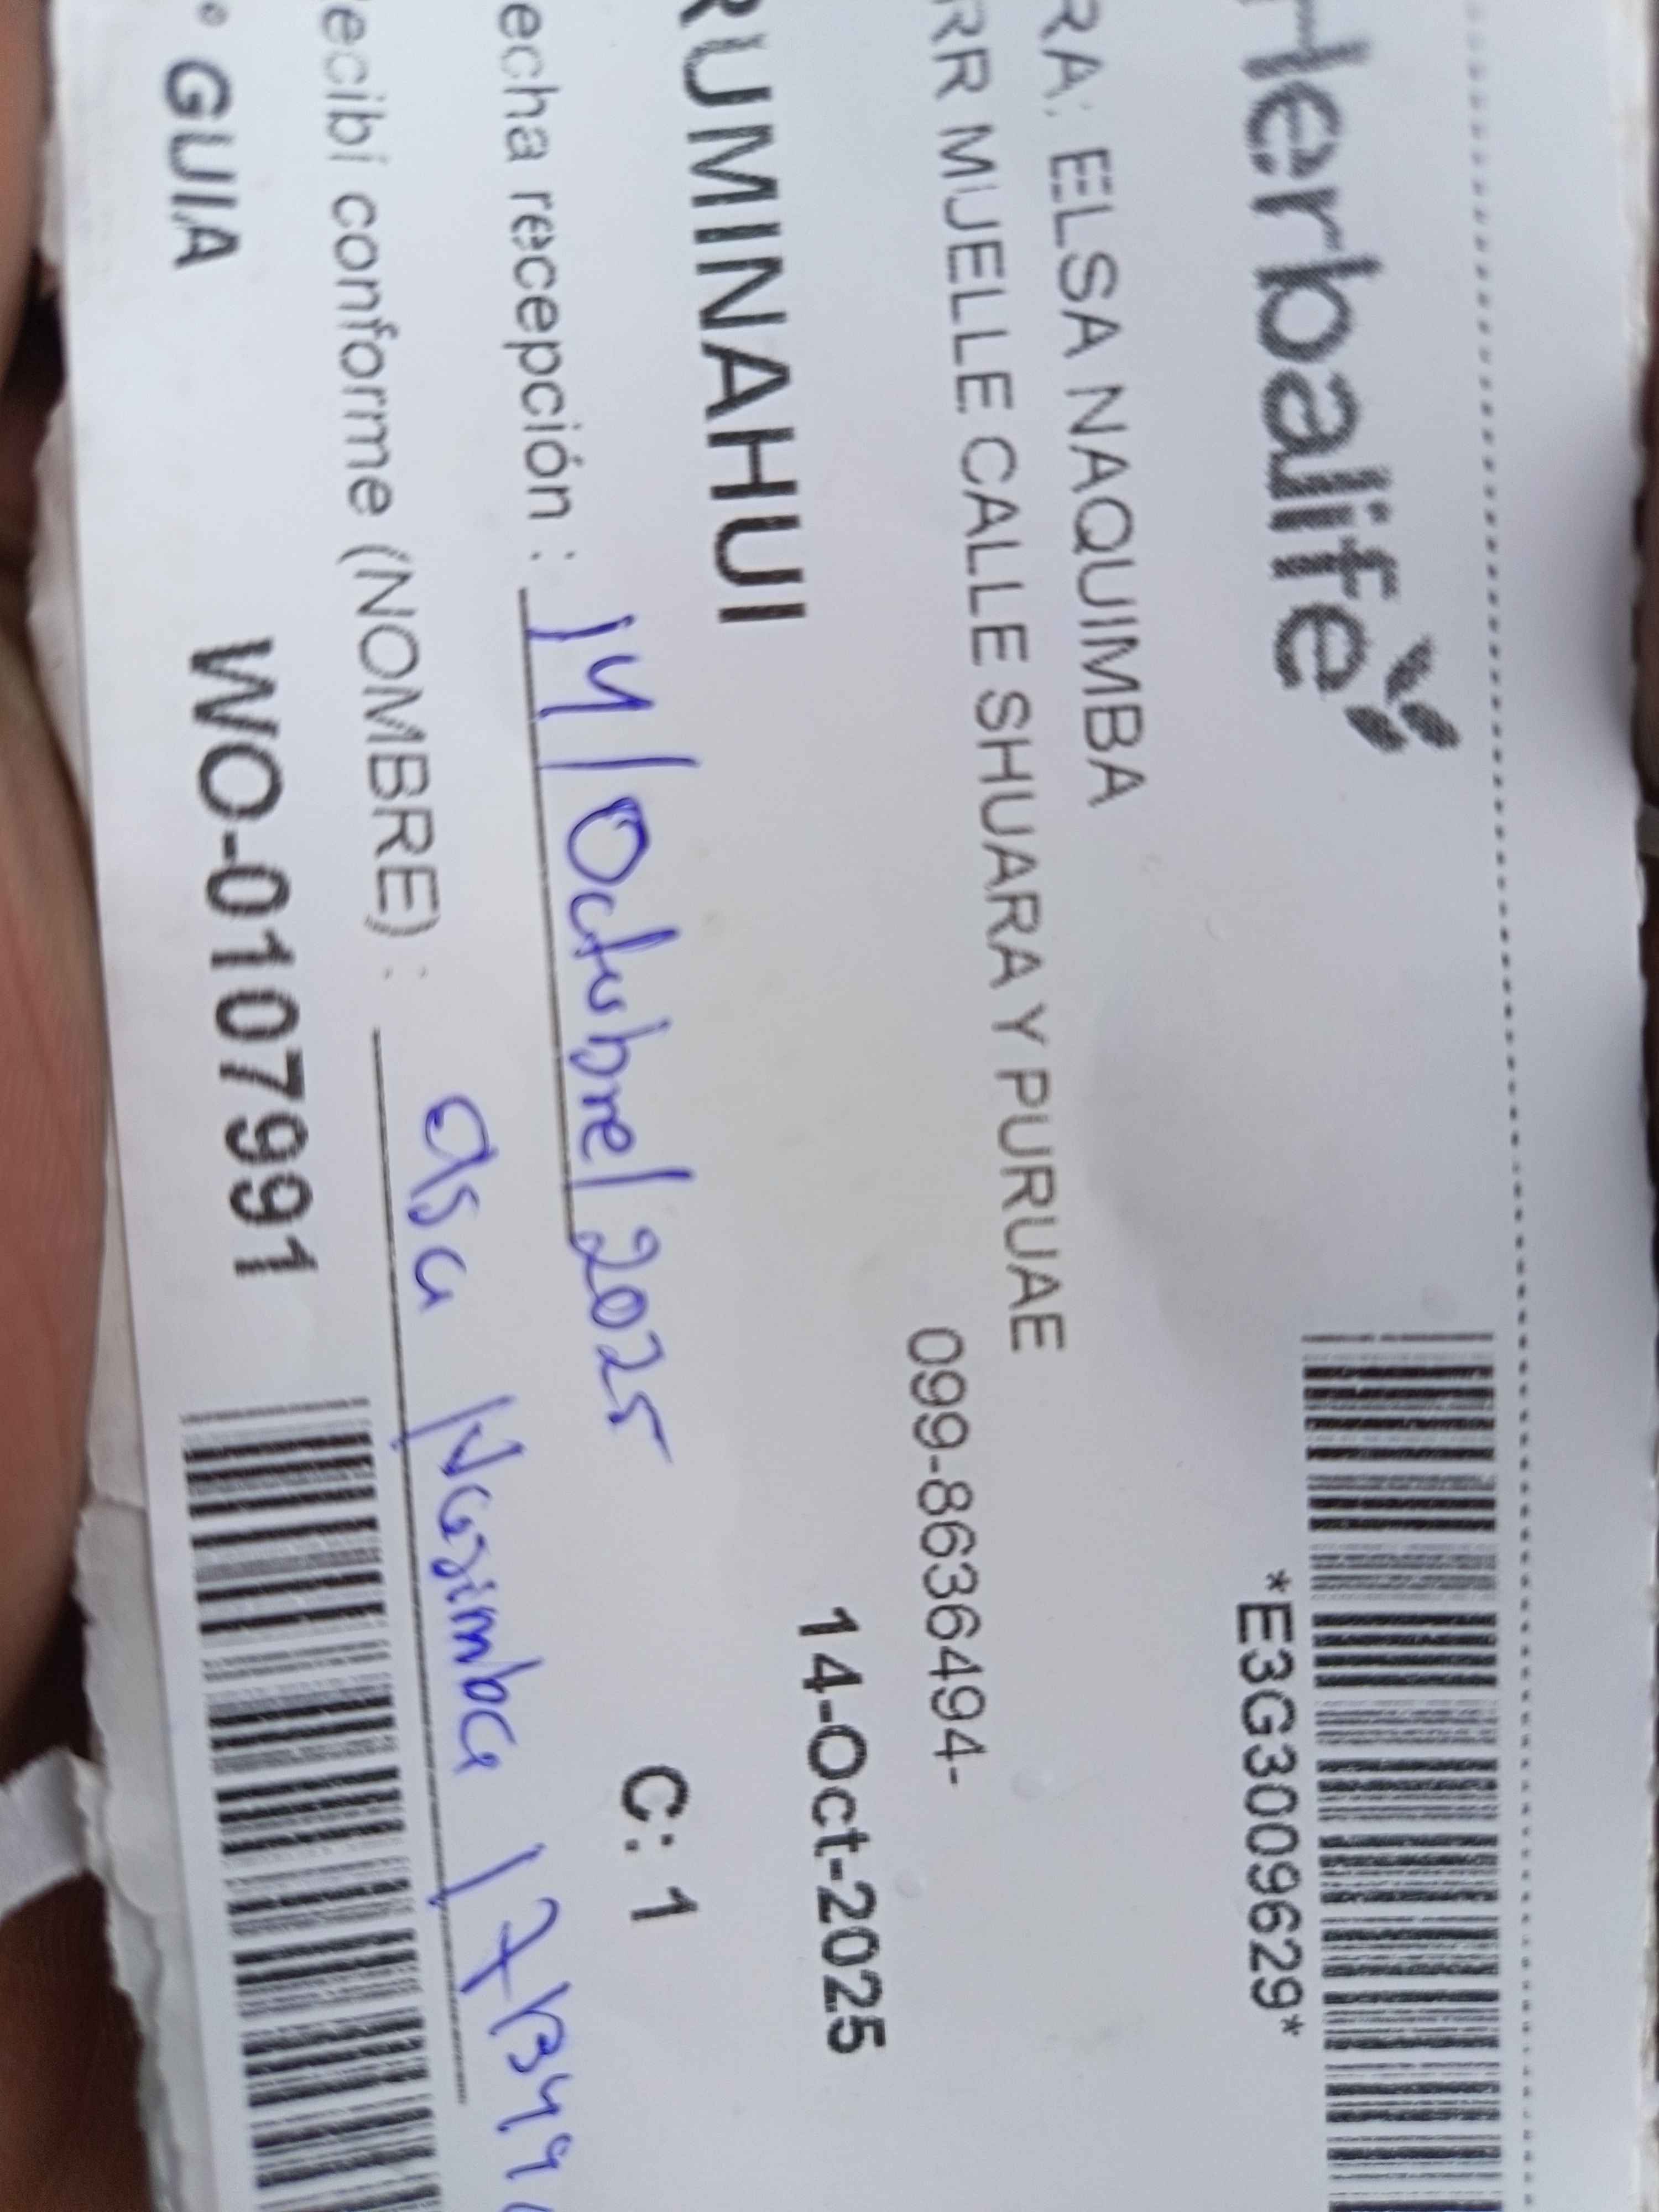 Herbalife
*E3G30096629*
RA: ELSA NAQUIMBA
RR MUELLE CALLE SHUARA Y PURUAE
099-8636494-
14-Oct-2025
RUMINAHUI
C: 1
echa recepción : 14/Octubre/2025
ecibí conforme (NOMBRE) :
° GUIA WO-0107991